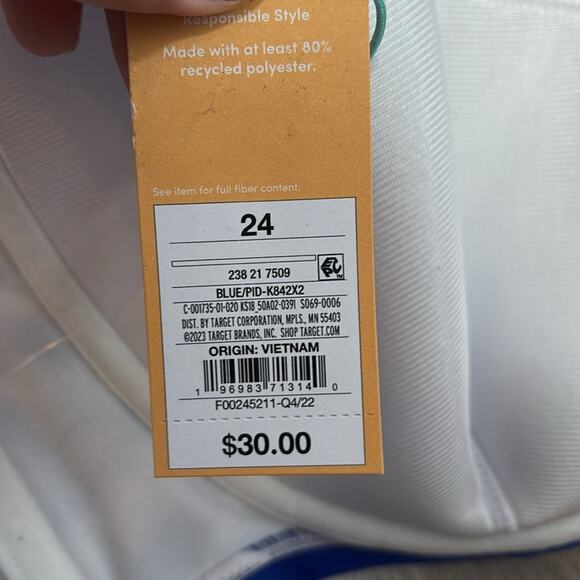 Responsible Style
Made with at least 80%
recycled polyester.
See item for full fiber content.
24
238 21 7509
BLUE/PID-K842X2
C-001735-01-020 KS18 50A02-0391 S069-0006
DIST. BY TARGET CORPORATION, MPLS., MN 55403
©2023 TARGET BRANDS, INC. SHOP TARGET.COM
ORIGIN: VIETNAM
1 96983 71314 0
F00245211-Q4/22
$30.00